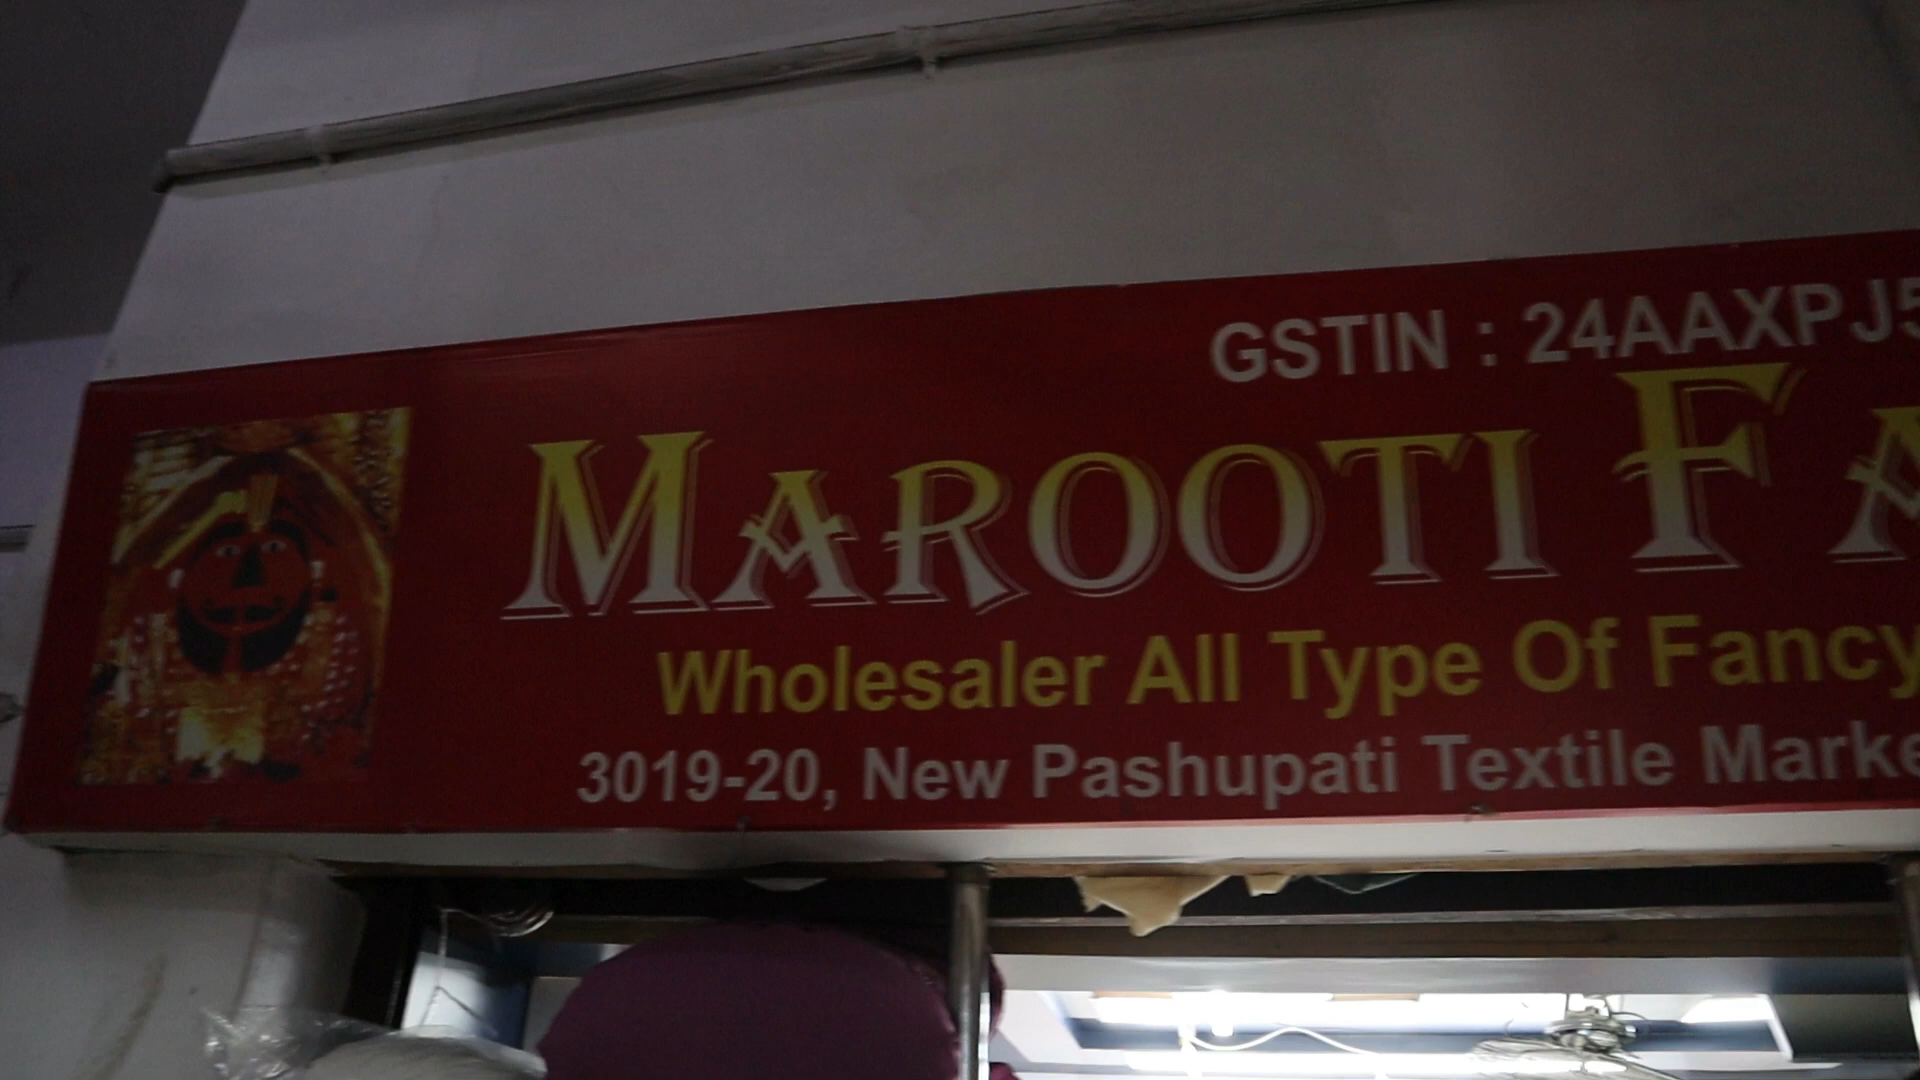 GSTIN : 24AAXPJ5
MAROOTI FA
Wholesaler All Type Of Fancy
3019-20, New Pashupati Textile Marke